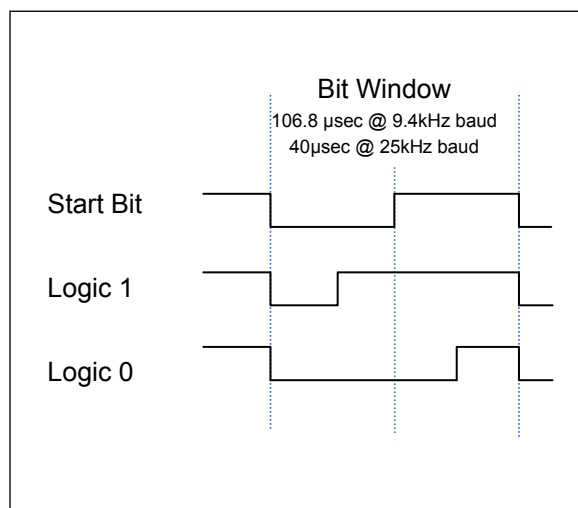 Bit Window
106.8 µsec @ 9.4kHz baud
40µsec @ 25kHz baud
Start Bit
Logic 1
Logic 0